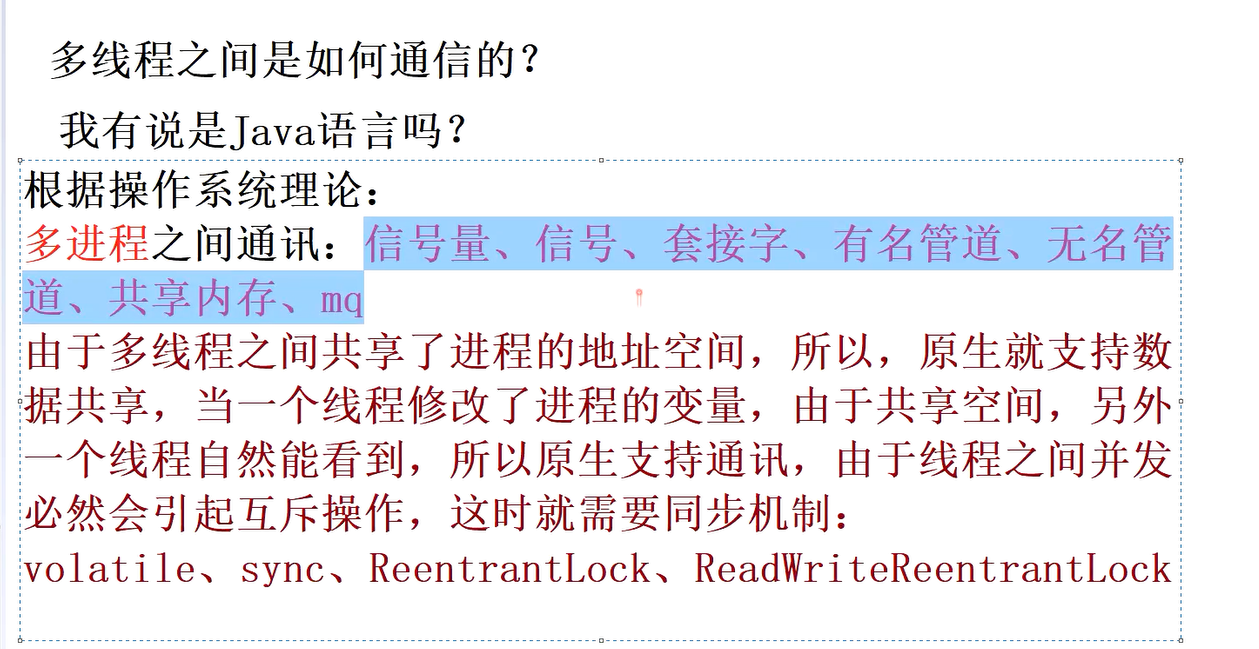 多线程之间是如何通信的？
我有说是Java语言吗？
根据操作系统理论：
多进程之间通讯：信号量、信号、套接字、有名管道、无名管
道、共享内存、mq
由于多线程之间共享了进程的地址空间，所以，原生就支持数
据共享，当一个线程修改了进程的变量，由于共享空间，另外
一个线程自然能看到，所以原生支持通讯，由于线程之间并发
必然会引起互斥操作，这时就需要同步机制：
volatile、sync、ReentrantLock、ReadWriteReentrantLock